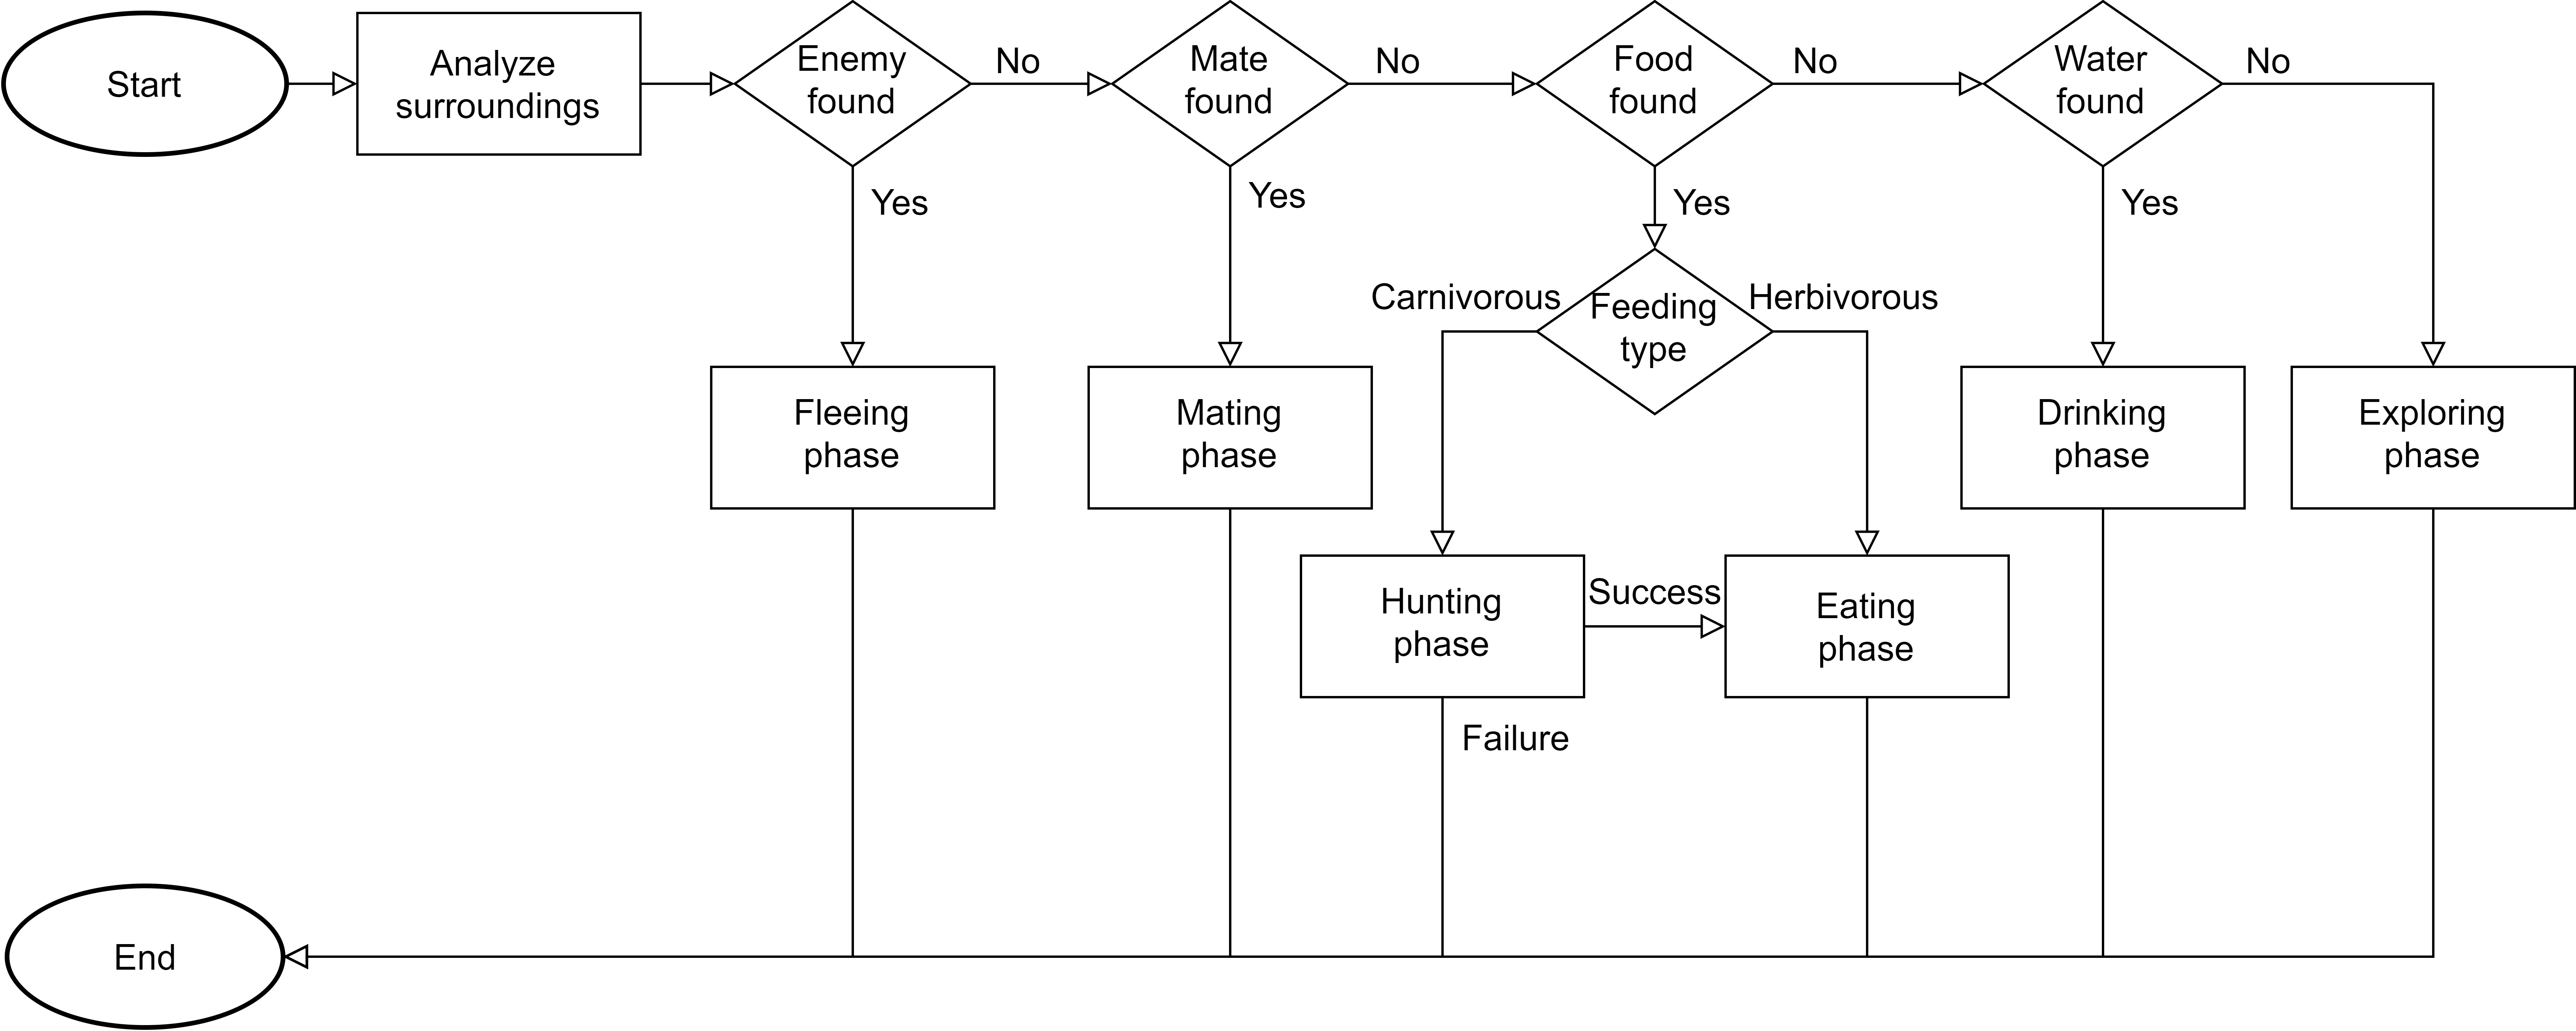 Start
Analyze
surroundings
Enemy
found
No
Mate
found
No
Food
found
No
Water
found
No
Yes
Yes
Yes
Yes
Carnivorous
Feeding
type
Herbivorous
Fleeing
phase
Mating
phase
Drinking
phase
Exploring
phase
Hunting
phase
Success
Eating
phase
Failure
End